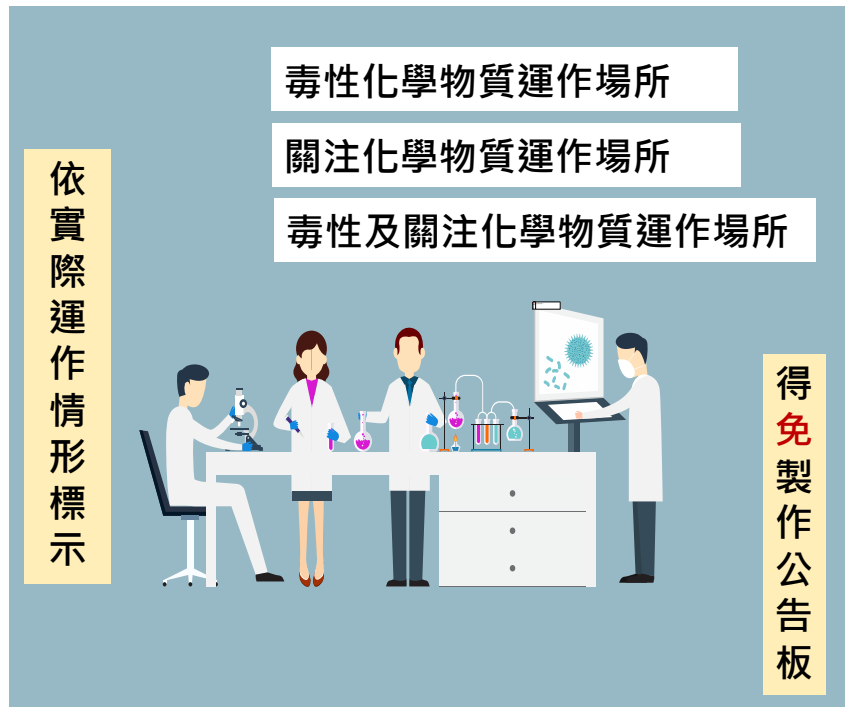 毒性化學物質運作場所
關注化學物質運作場所
毒性及關注化學物質運作場所
依實際運作情形標示
得免製作公告板